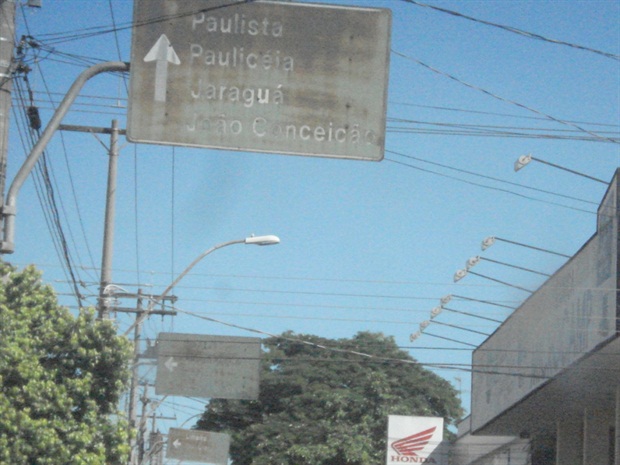 Paulista
Paulicéia
Jaraguá
João Conceição
HONDA